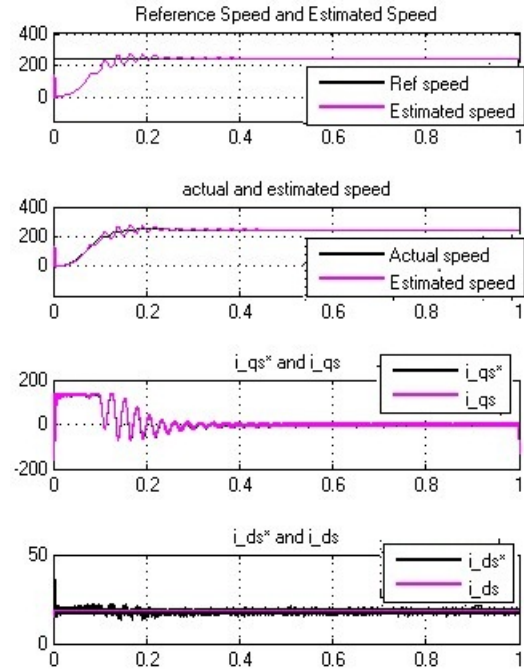 Reference Speed and Estimated Speed
400
200
0
Ref speed
Estimated speed
0 0.2 0.4 0.6 0.8 1
actual and estimated speed
400
200
0
Actual speed
Estimated speed
0 0.2 0.4 0.6 0.8 1
i_qs* and i_qs
200
0
-200
i_qs*
i_qs
0 0.2 0.4 0.6 0.8 1
i_ds* and i_ds
50
0
i_ds*
i_ds
0 0.2 0.4 0.6 0.8 1